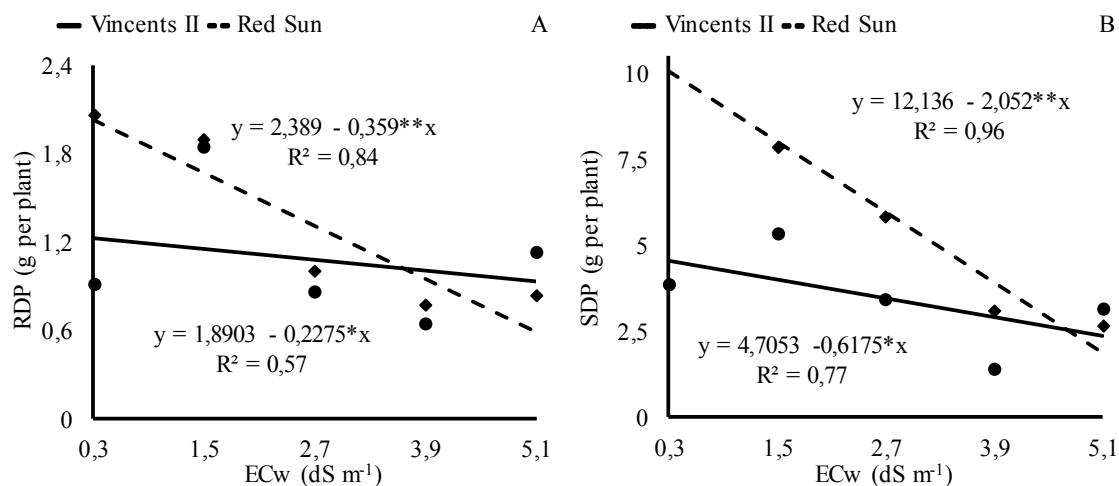 Vincents II Red Sun A
2,4
1,8
1,2
0,6
0
RDP (g per plant)
y = 2,389 - 0,359**x
R² = 0,84
y = 1,8903 - 0,2275*x
R² = 0,57
0,3 1,5 2,7 3,9 5,1
ECw (dS m⁻¹)
Vincents II Red Sun B
10
7,5
5
2,5
0
SDP (g per plant)
y = 12,136 - 2,052**x
R² = 0,96
y = 4,7053 -0,6175*x
R² = 0,77
0,3 1,5 2,7 3,9 5,1
ECw (dS m⁻¹)